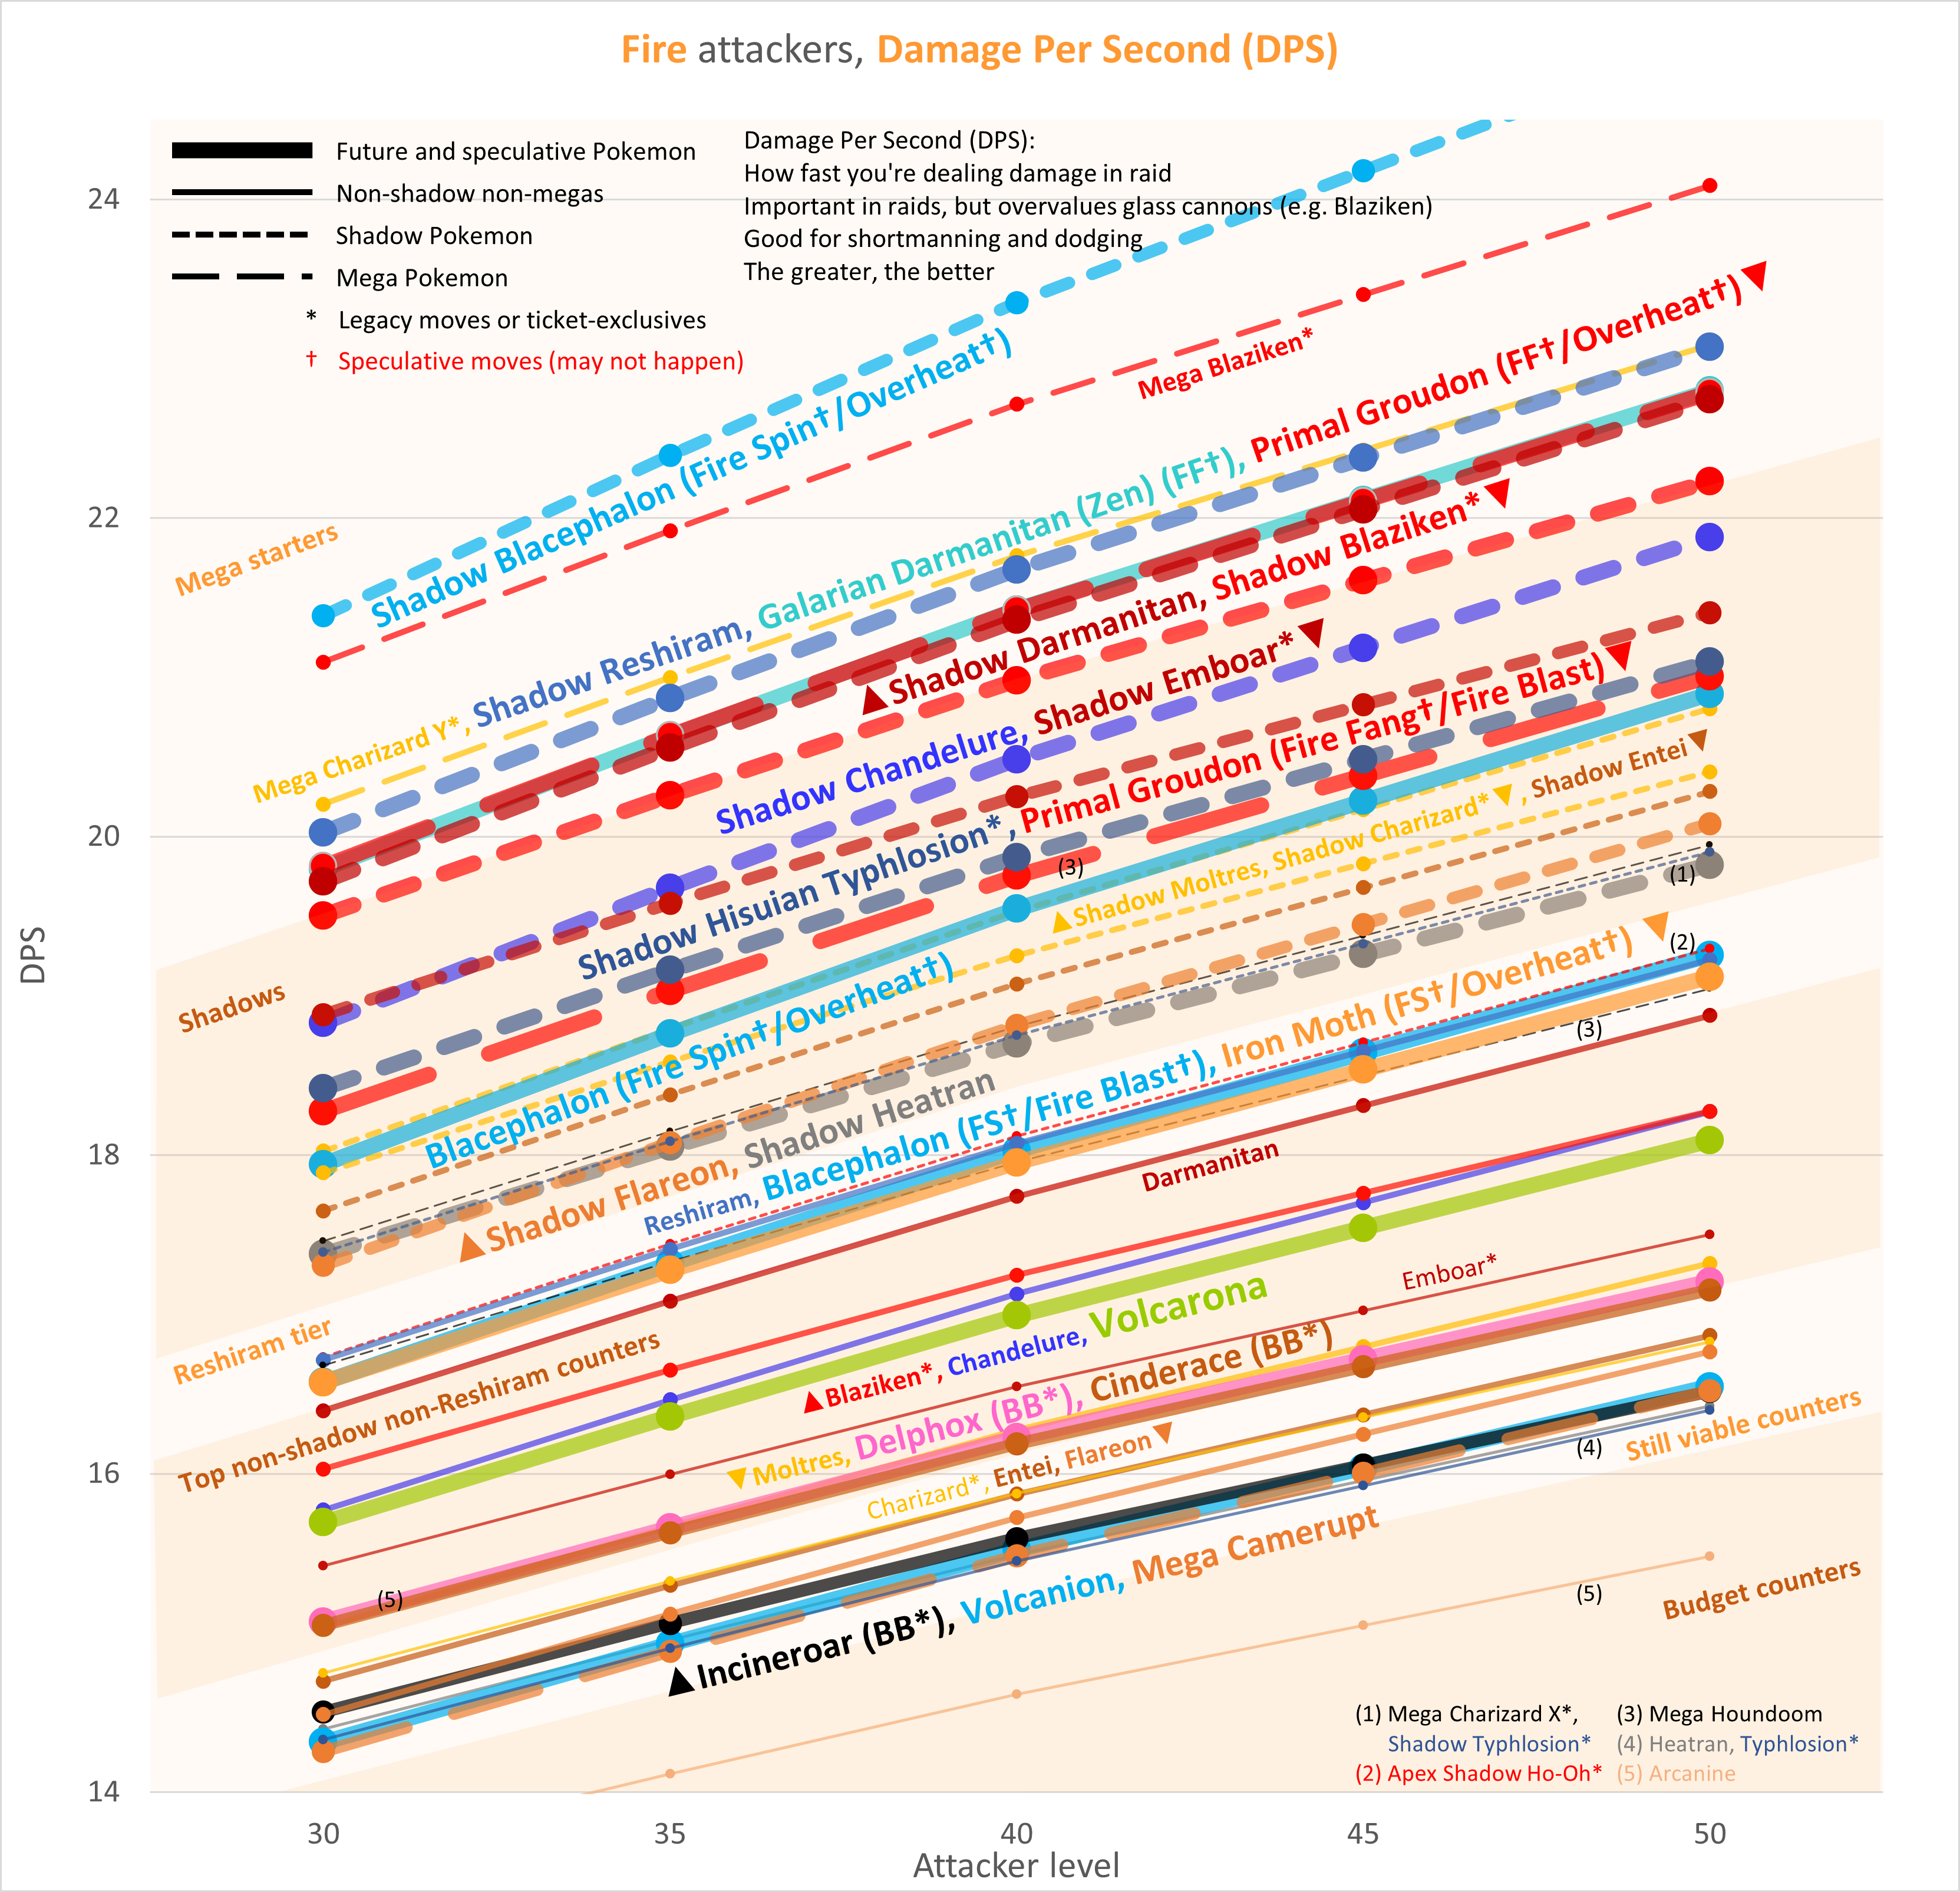 Fire attackers, Damage Per Second (DPS)
Future and speculative Pokemon
Non-shadow non-megas
Shadow Pokemon
Mega Pokemon
* Legacy moves or ticket-exclusives
† Speculative moves (may not happen)
Damage Per Second (DPS):
How fast you're dealing damage in raid
Important in raids, but overvalues glass cannons (e.g. Blaziken)
Good for shortmanning and dodging
The greater, the better
24
22
20
18
16
14
DPS
30
35
40
45
50
Attacker level
Mega starters
Shadows
Reshiram tier
Top non-shadow non-Reshiram counters
Still viable counters
Budget counters
Shadow Blacephalon (Fire Spin†/Overheat†)
Mega Blaziken*
Mega Charizard Y*, Shadow Reshiram, Galarian Darmanitan (Zen) (FF†), Primal Groudon (FF†/Overheat†)▼
▲Shadow Darmanitan, Shadow Blaziken*▼
Shadow Chandelure, Shadow Emboar*▼
Shadow Hisuian Typhlosion*, Primal Groudon (Fire Fang†/Fire Blast)▼
(3)
▲Shadow Moltres, Shadow Charizard*▼, Shadow Entei▼
Blacephalon (Fire Spin†/Overheat†)
(1)
▲Shadow Flareon, Shadow Heatran
(2)
Reshiram, Blacephalon (FS†/Fire Blast†), Iron Moth (FS†/Overheat†)▼
(3)
Darmanitan
▲Blaziken*, Chandelure, Volcarona
Emboar*
▼Moltres, Delphox (BB*), Cinderace (BB*)
Charizard*, Entei, Flareon▼
(4)
▲Incineroar (BB*), Volcanion, Mega Camerupt
(5)
(5)
(1) Mega Charizard X*,
Shadow Typhlosion*
(2) Apex Shadow Ho-Oh*
(3) Mega Houndoom
(4) Heatran, Typhlosion*
(5) Arcanine